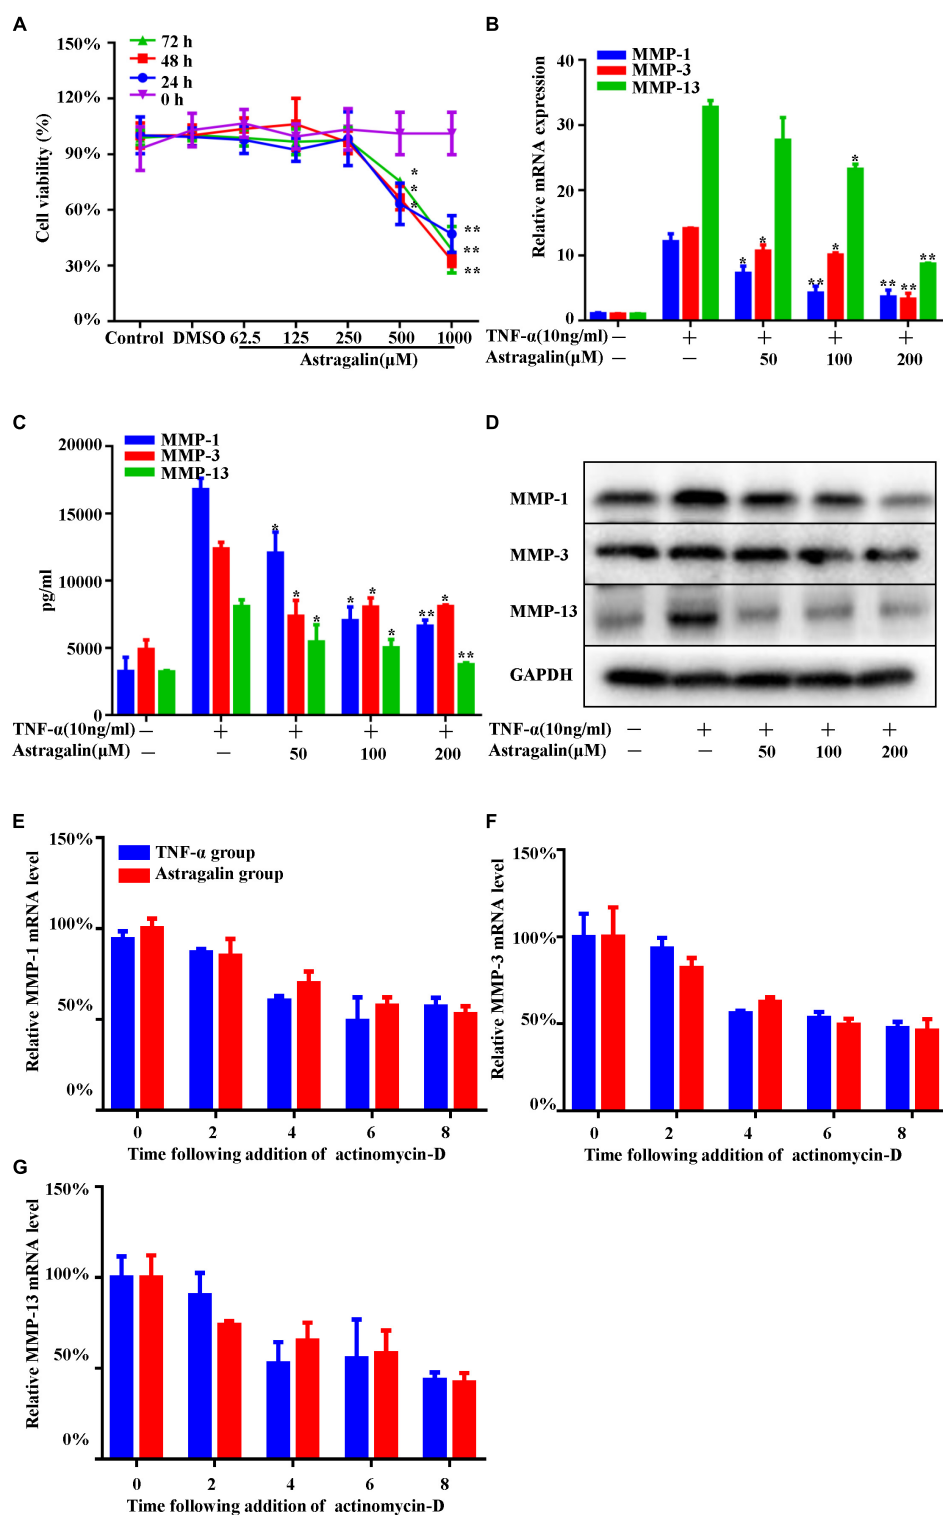 A
150%
120%
90%
60%
30%
0%
Cell viability (%)
72 h
48 h
24 h
0 h
*
*
*
**
**
**
Control DMSO 62.5 125 250 500 1000
Astragalin(μM)
B
40
30
20
10
0
Relative mRNA expression
MMP-1
MMP-3
MMP-13
* * ** * * ** ** **
TNF-α(10ng/ml) — + + + +
Astragalin(μM) — — 50 100 200
C
20000
15000
10000
5000
0
pg/ml
MMP-1
MMP-3
MMP-13
* * * * * * ** * **
TNF-α(10ng/ml) — + + + +
Astragalin(μM) — — 50 100 200
D
MMP-1
MMP-3
MMP-13
GAPDH
TNF-α(10ng/ml) — + + + +
Astragalin(μM) — — 50 100 200
E
150%
100%
50%
0%
Relative MMP-1 mRNA level
TNF-α group
Astragalin group
0 2 4 6 8
Time following addition of actinomycin-D
F
150%
100%
50%
0%
Relative MMP-3 mRNA level
0 2 4 6 8
Time following addition of actinomycin-D
G
150%
100%
50%
0%
Relative MMP-13 mRNA level
0 2 4 6 8
Time following addition of actinomycin-D